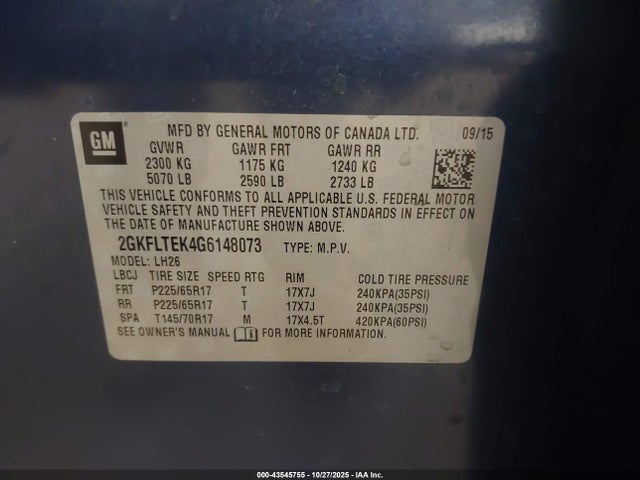 GM
MFD BY GENERAL MOTORS OF CANADA LTD. 09/15
GVWR GAWR FRT GAWR RR
2300 KG 1175 KG 1240 KG
5070 LB 2590 LB 2733 LB
THIS VEHICLE CONFORMS TO ALL APPLICABLE U.S. FEDERAL MOTOR
VEHICLE SAFETY AND THEFT PREVENTION STANDARDS IN EFFECT ON
THE DATE OF MANUFACTURE SHOWN ABOVE.
2GKFLTEK4G6148073 TYPE: M.P.V.
MODEL: LH26
LBCJ TIRE SIZE SPEED RTG RIM COLD TIRE PRESSURE
FRT P225/65R17 T 17X7J 240KPA(35PSI)
RR P225/65R17 T 17X7J 240KPA(35PSI)
SPA T145/70R17 M 17X4.5T 420KPA(60PSI)
SEE OWNER'S MANUAL FOR MORE INFORMATION.
000-43545755 - 10/27/2025 - IAA Inc.